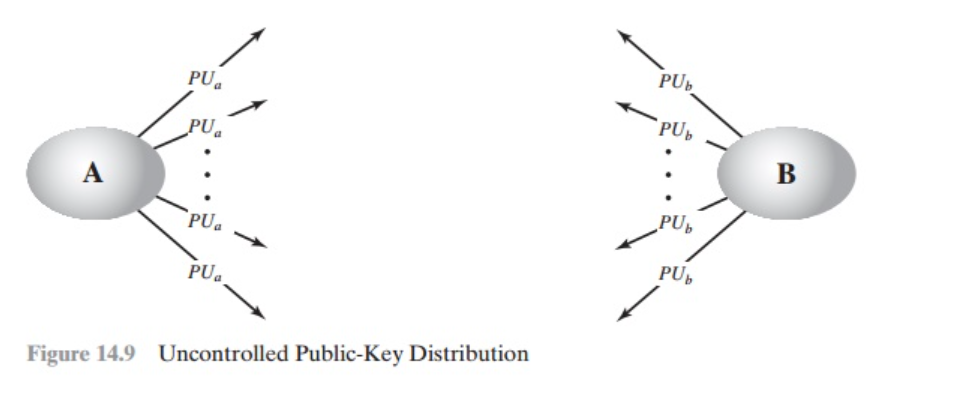 PUa
PUa
A
PUa
PUa
PUb
PUb
B
PUb
PUb
Figure 14.9 Uncontrolled Public-Key Distribution